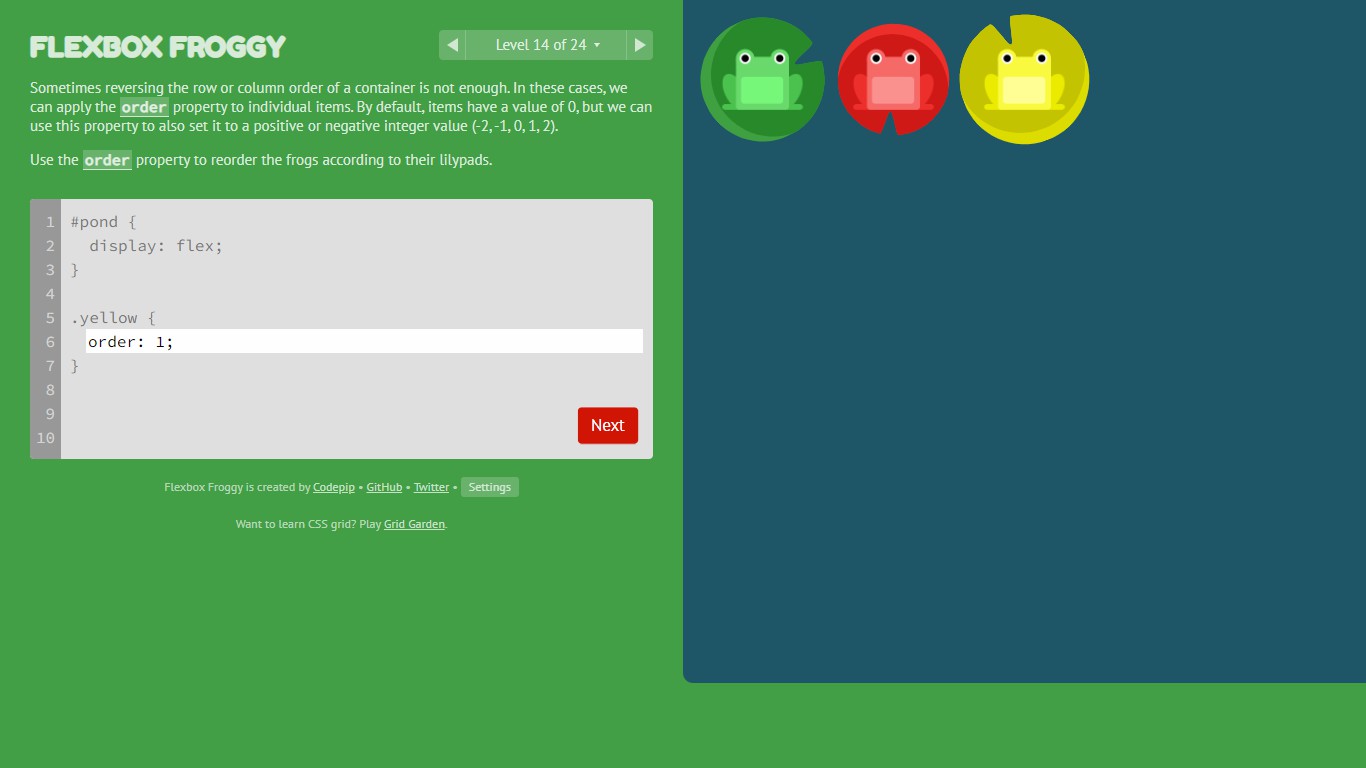 FLEXBOX FROGGY
Level 14 of 24
Sometimes reversing the row or column order of a container is not enough. In these cases, we
can apply the order property to individual items. By default, items have a value of 0, but we can
use this property to also set it to a positive or negative integer value (-2, -1, 0, 1, 2).
Use the order property to reorder the frogs according to their lilypads.
1 #pond {
2 display: flex;
3 }
4
5 .yellow {
6 order: 1;
7 }
8
9
10
Next
Flexbox Froggy is created by Codepip • GitHub • Twitter • Settings
Want to learn CSS grid? Play Grid Garden.